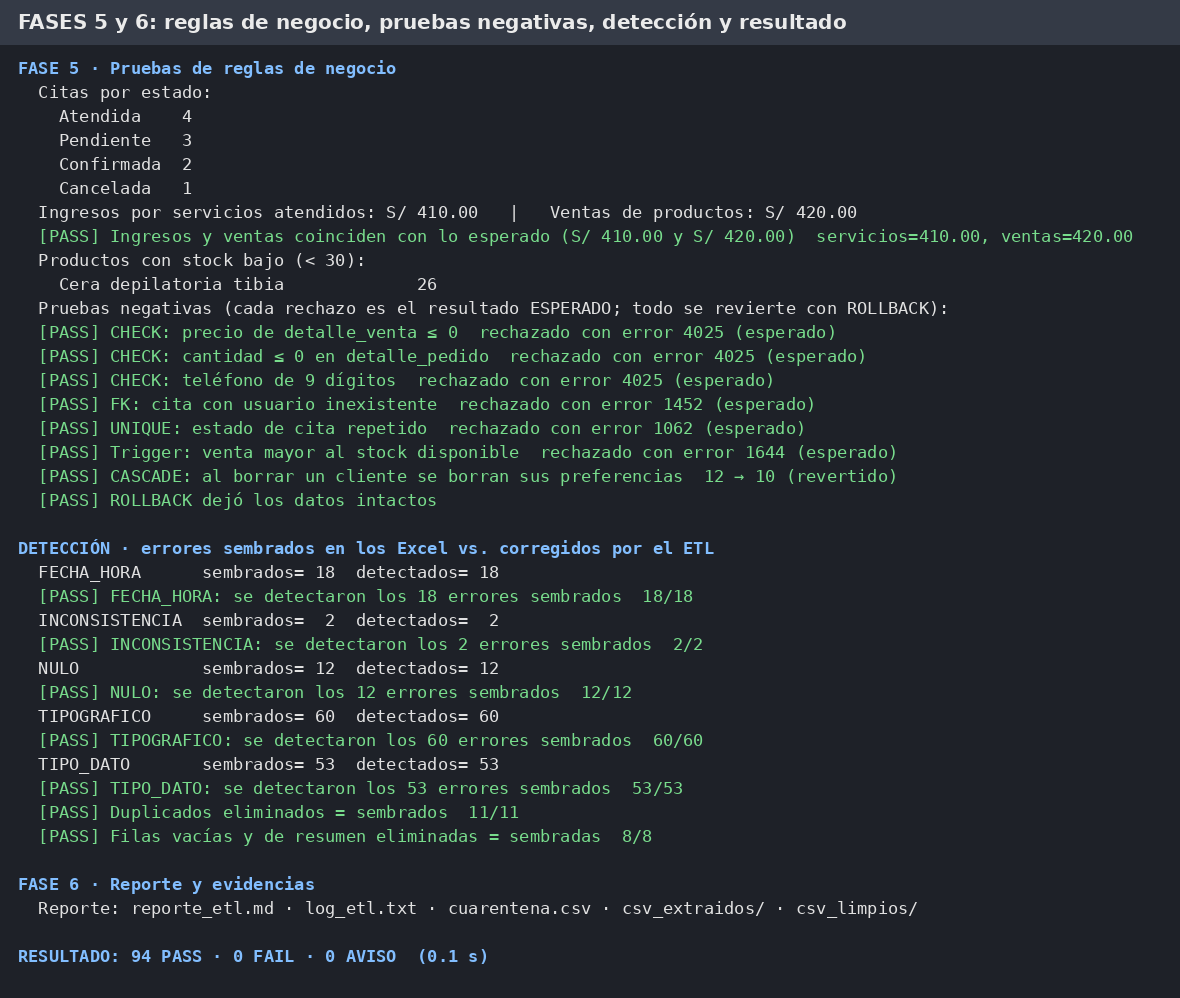 FASES 5 y 6: reglas de negocio, pruebas negativas, detección y resultado
FASE 5 · Pruebas de reglas de negocio
Citas por estado:
Atendida 4
Pendiente 3
Confirmada 2
Cancelada 1
Ingresos por servicios atendidos: S/ 410.00 | Ventas de productos: S/ 420.00
[PASS] Ingresos y ventas coinciden con lo esperado (S/ 410.00 y S/ 420.00) servicios=410.00, ventas=420.00
Productos con stock bajo (< 30):
Cera depilatoria tibia 26
Pruebas negativas (cada rechazo es el resultado ESPERADO; todo se revierte con ROLLBACK):
[PASS] CHECK: precio de detalle_venta ≤ 0 rechazado con error 4025 (esperado)
[PASS] CHECK: cantidad ≤ 0 en detalle_pedido rechazado con error 4025 (esperado)
[PASS] CHECK: teléfono de 9 dígitos rechazado con error 4025 (esperado)
[PASS] FK: cita con usuario inexistente rechazado con error 1452 (esperado)
[PASS] UNIQUE: estado de cita repetido rechazado con error 1062 (esperado)
[PASS] Trigger: venta mayor al stock disponible rechazado con error 1644 (esperado)
[PASS] CASCADE: al borrar un cliente se borran sus preferencias 12 → 10 (revertido)
[PASS] ROLLBACK dejó los datos intactos
DETECCIÓN · errores sembrados en los Excel vs. corregidos por el ETL
FECHA_HORA sembrados= 18 detectados= 18
[PASS] FECHA_HORA: se detectaron los 18 errores sembrados 18/18
INCONSISTENCIA sembrados= 2 detectados= 2
[PASS] INCONSISTENCIA: se detectaron los 2 errores sembrados 2/2
NULO sembrados= 12 detectados= 12
[PASS] NULO: se detectaron los 12 errores sembrados 12/12
TIPOGRAFICO sembrados= 60 detectados= 60
[PASS] TIPOGRAFICO: se detectaron los 60 errores sembrados 60/60
TIPO_DATO sembrados= 53 detectados= 53
[PASS] TIPO_DATO: se detectaron los 53 errores sembrados 53/53
[PASS] Duplicados eliminados = sembrados 11/11
[PASS] Filas vacías y de resumen eliminadas = sembradas 8/8
FASE 6 · Reporte y evidencias
Reporte: reporte_etl.md · log_etl.txt · cuarentena.csv · csv_extraidos/ · csv_limpios/
RESULTADO: 94 PASS · 0 FAIL · 0 AVISO (0.1 s)